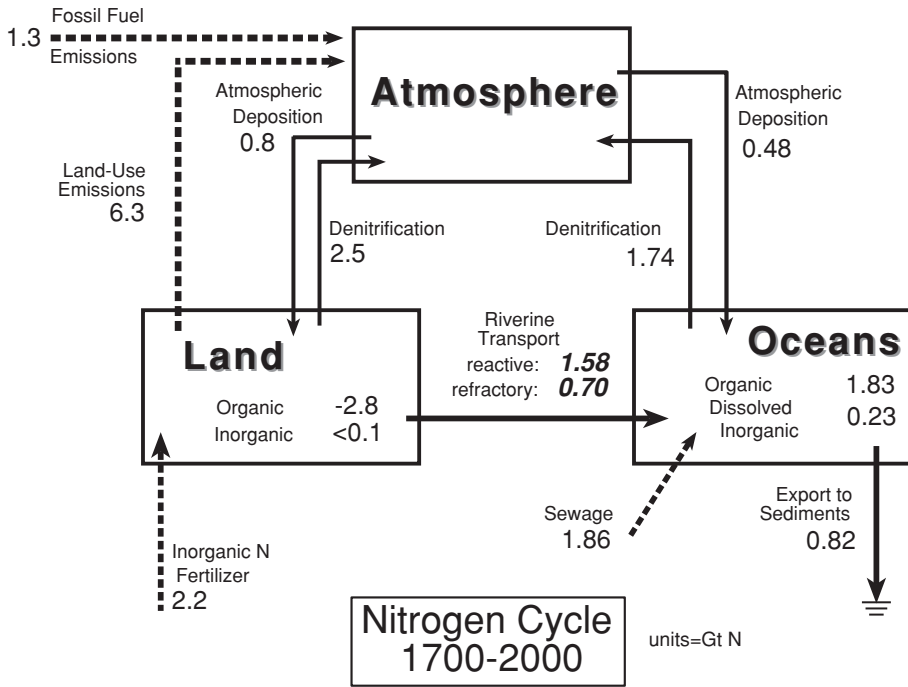 Fossil Fuel
1.3
Emissions
Atmosphere
Atmospheric
Deposition
0.8
Atmospheric
Deposition
0.48
Land-Use
Emissions
6.3
Denitrification
2.5
Denitrification
1.74
Land
Organic -2.8
Inorganic <0.1
Riverine
Transport
reactive: 1.58
refractory: 0.70
Oceans
Organic 1.83
Dissolved
Inorganic 0.23
Inorganic N
Fertilizer
2.2
Sewage
1.86
Export to
Sediments
0.82
Nitrogen Cycle
1700-2000
units=Gt N